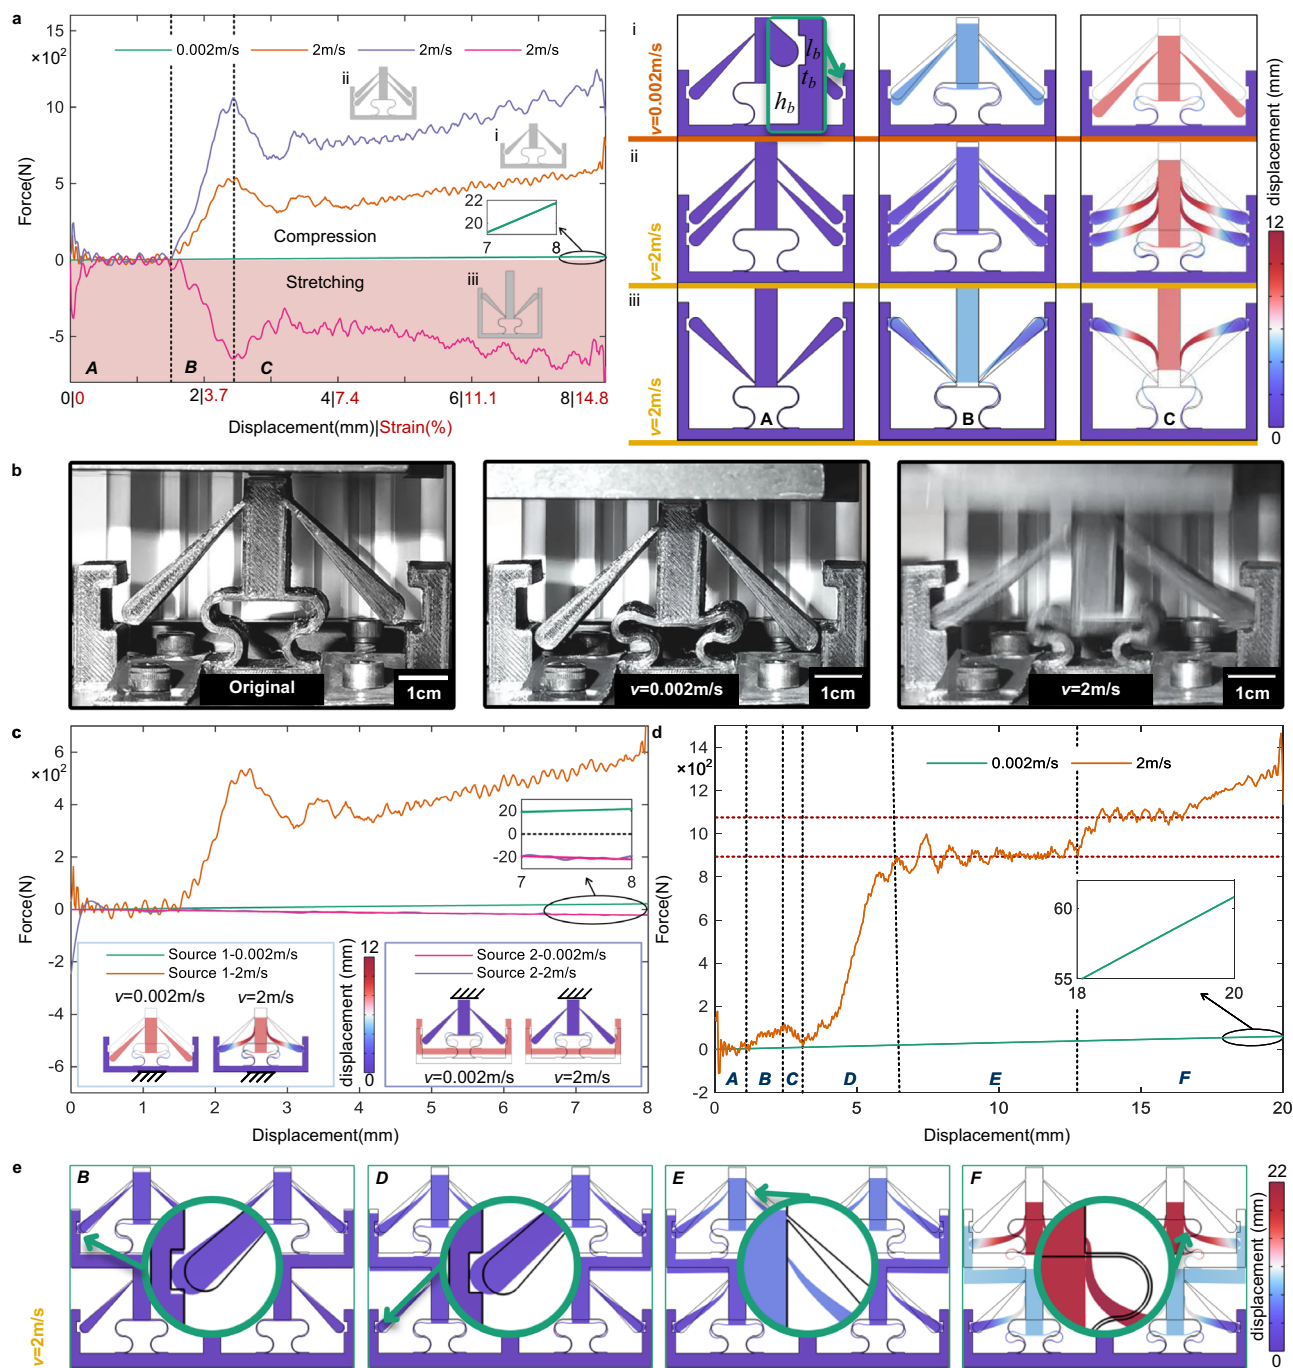 a
15
×10²
10
5
0
-5
Force(N)
0.002m/s
2m/s
2m/s
2m/s
ii
i
22
20
7
8
Compression
Stretching
iii
A
B
C
0|0
2|3.7
4|7.4
6|11.1
8|14.8
Displacement(mm)|Strain(%)
i
v=0.002m/s
l_b
t_b
h_b
ii
v=2m/s
iii
v=2m/s
A
B
C
displacement (mm)
12
0
b
Original
1cm
v=0.002m/s
1cm
v=2m/s
1cm
c
6
×10²
4
2
0
-2
-4
-6
Force(N)
20
0
-20
7
8
Source 1-0.002m/s
Source 1-2m/s
v=0.002m/s
v=2m/s
displacement (mm)
12
0
Source 2-0.002m/s
Source 2-2m/s
v=0.002m/s
v=2m/s
0
1
2
3
4
5
6
7
8
Displacement(mm)
d
14
×10²
12
10
8
6
4
2
0
-2
Force(N)
0.002m/s
2m/s
60
55
18
20
A
B
C
D
E
F
0
5
10
15
20
Displacement(mm)
e
v=2m/s
B
D
E
F
displacement (mm)
22
0